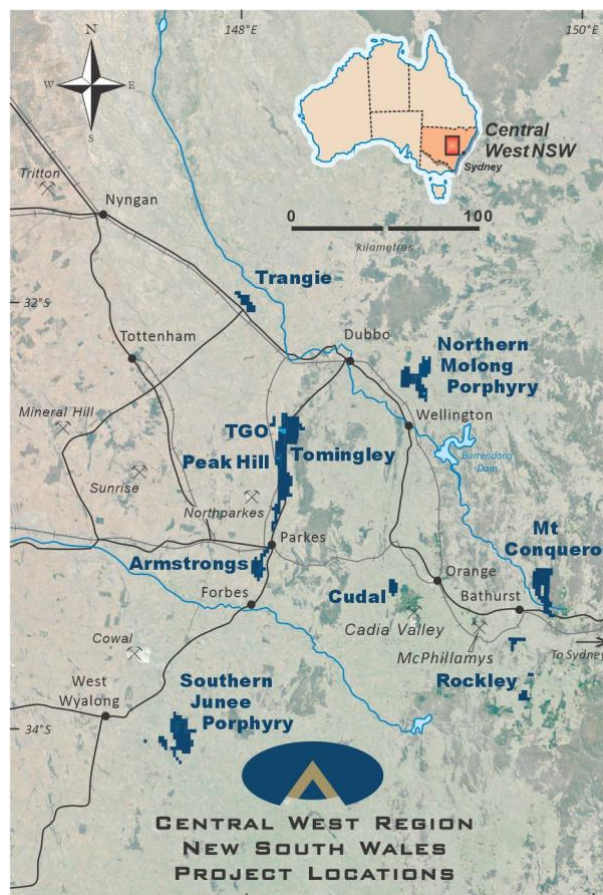 148°E
150°E
N
W
E
S
Central
West NSW
Sydney
Tritton
Nyngan
0
100
kilometres
Trangie
32°S
Tottenham
Dubbo
Northern
Molong
Porphyry
Mineral Hill
TGO
Tomingley
Wellington
Peak Hill
Burrendong
Dam
Sunrise
Northparkes
Parkes
Mt
Conqueror
Armstrongs
Orange
Forbes
Cudal
Bathurst
Cadia Valley
Cowal
McPhillamys
To Sydney
West
Wyalong
Southern
Junee
Porphyry
Rockley
34°S
Central West Region
New South Wales
Project Locations